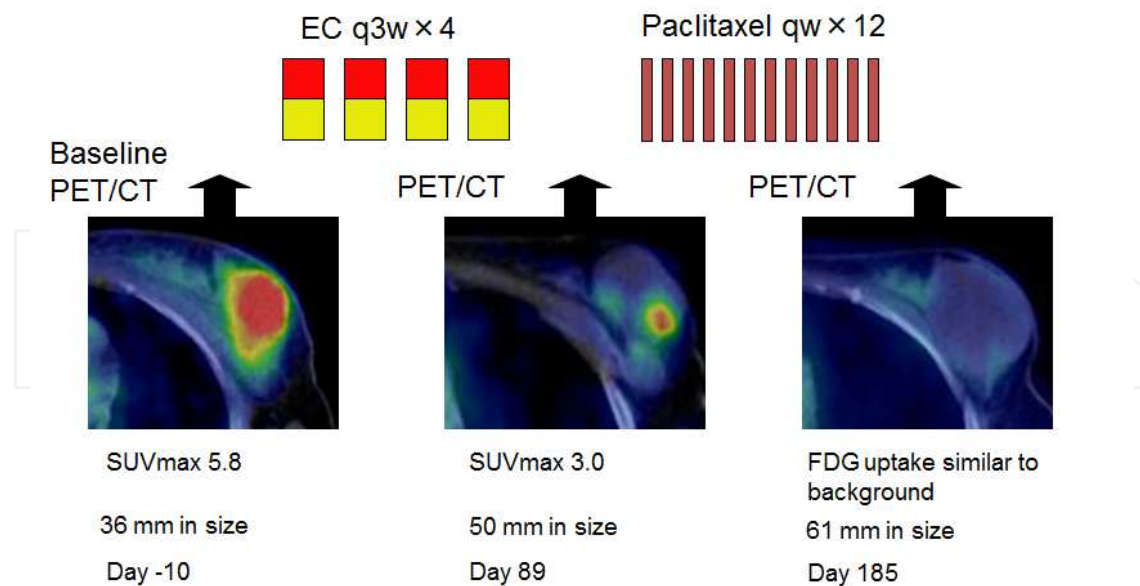 EC q3w × 4
Paclitaxel qw × 12
Baseline
PET/CT
PET/CT
PET/CT
SUVmax 5.8
36 mm in size
Day -10
SUVmax 3.0
50 mm in size
Day 89
FDG uptake similar to
background
61 mm in size
Day 185